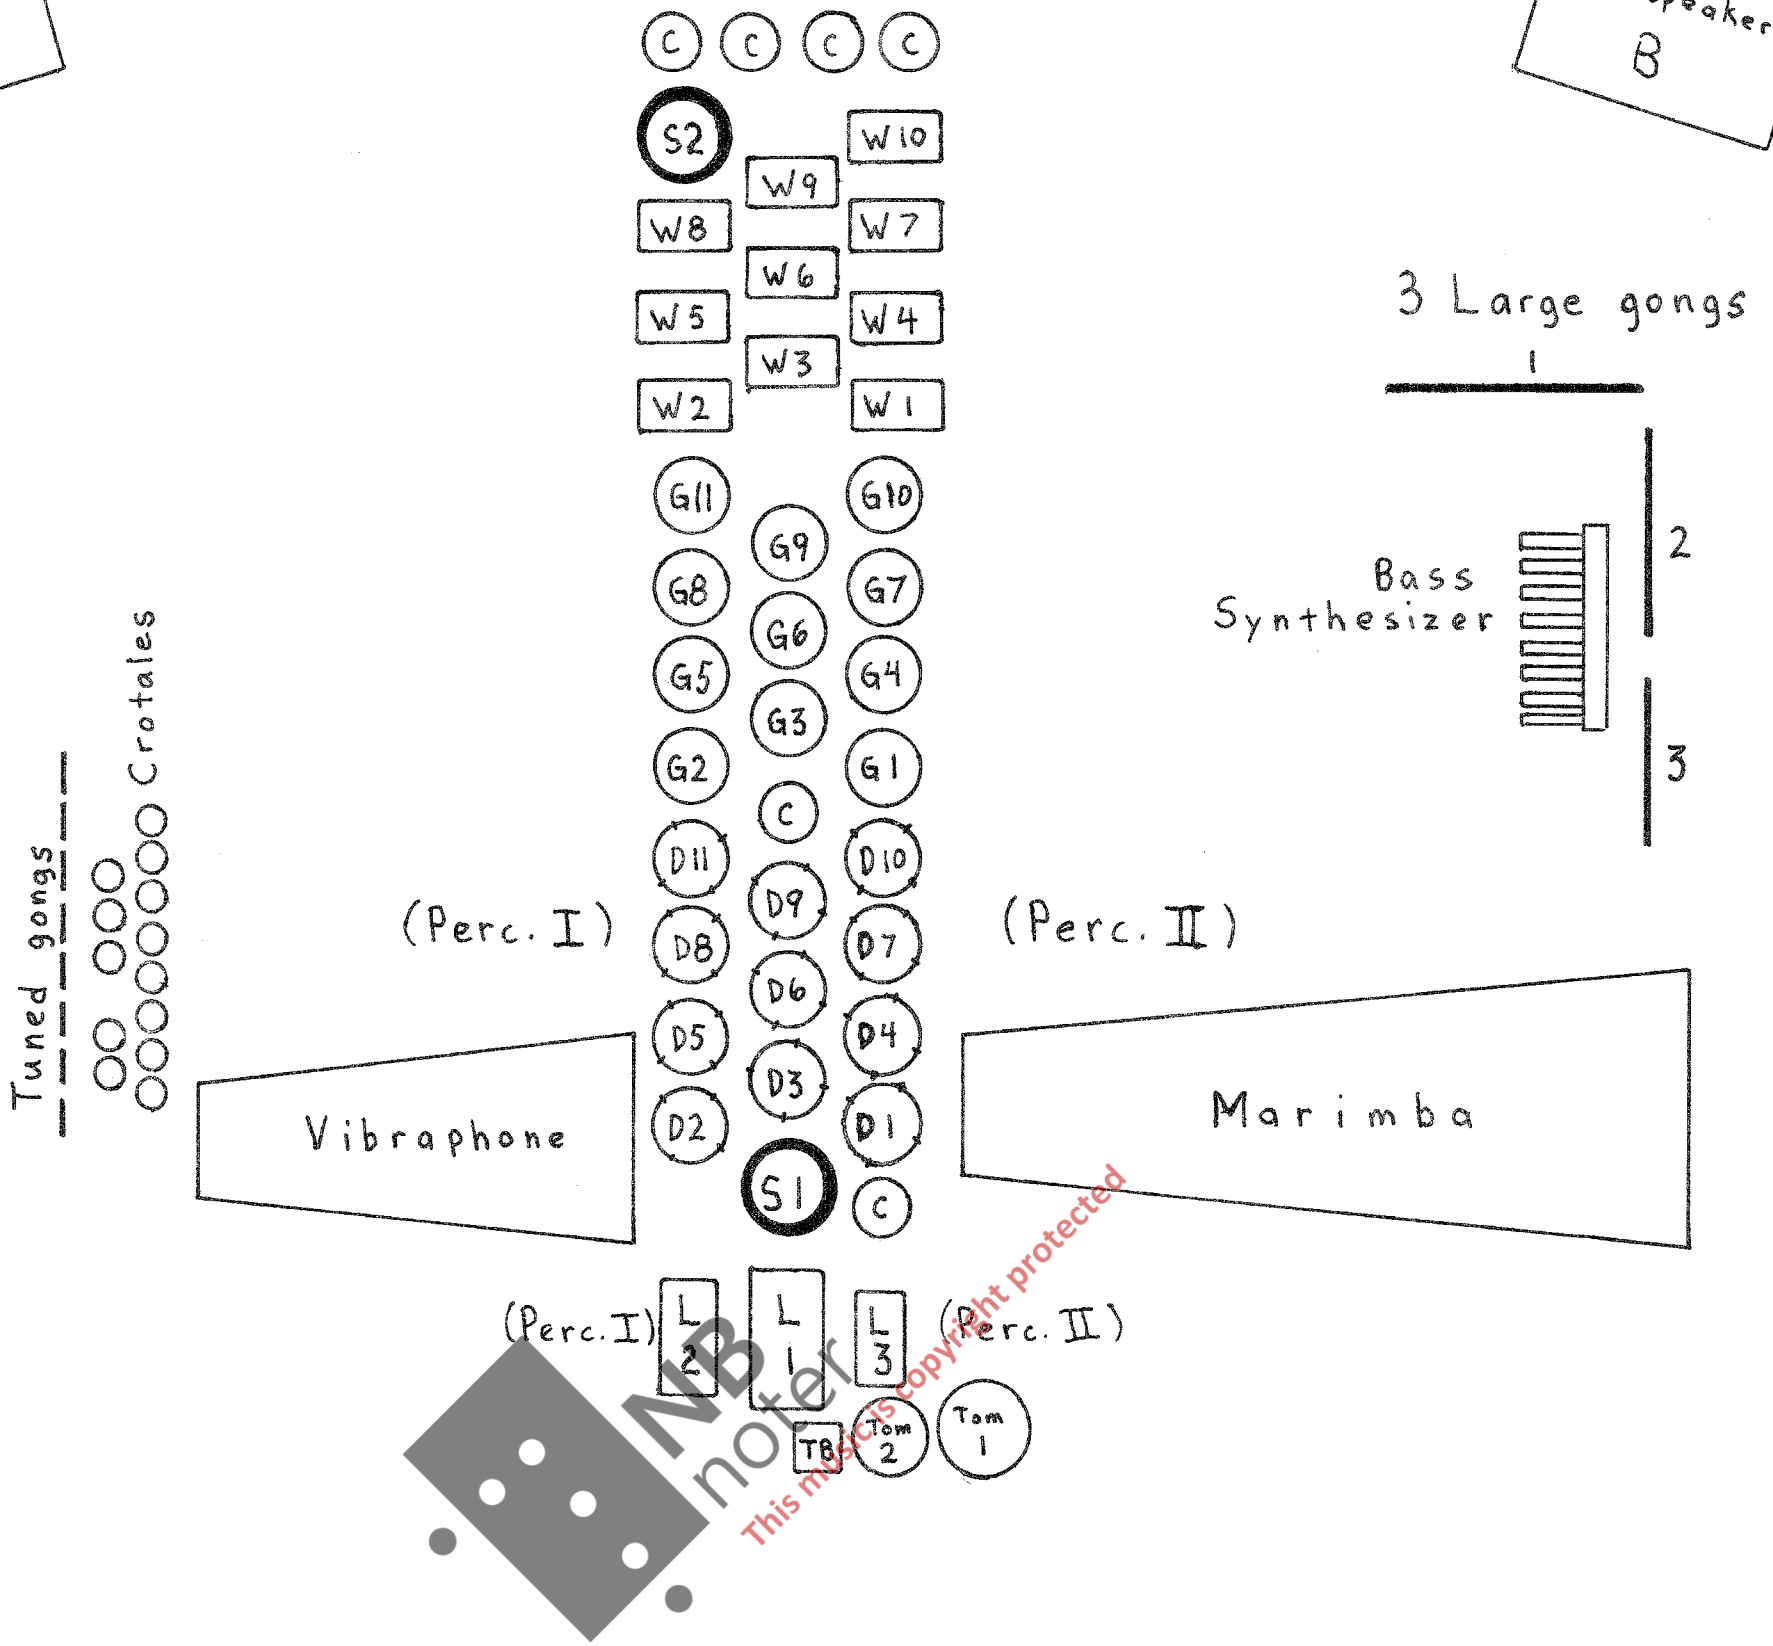 speaker
B
C C C C
S2 W10
W9
W8 W7
W6
3 Large gongs
W5 W4
1
W3
W2 W1
G11 G10
G9
2
Bass
Synthesizer
G8 G7
G6
G5 G4
G3
3
G2 G1
C
Crotales
Tuned gongs
D11 D10
D9
(Perc. I) (Perc. II)
D8 D7
D6
D5 D4
D3
Vibraphone
D2 D1
Marimba
S1 C
(Perc. I) L 2 L 1 L 3 (Perc. II)
TB Tom 2 Tom 1
NB
noter
This music is copyright protected